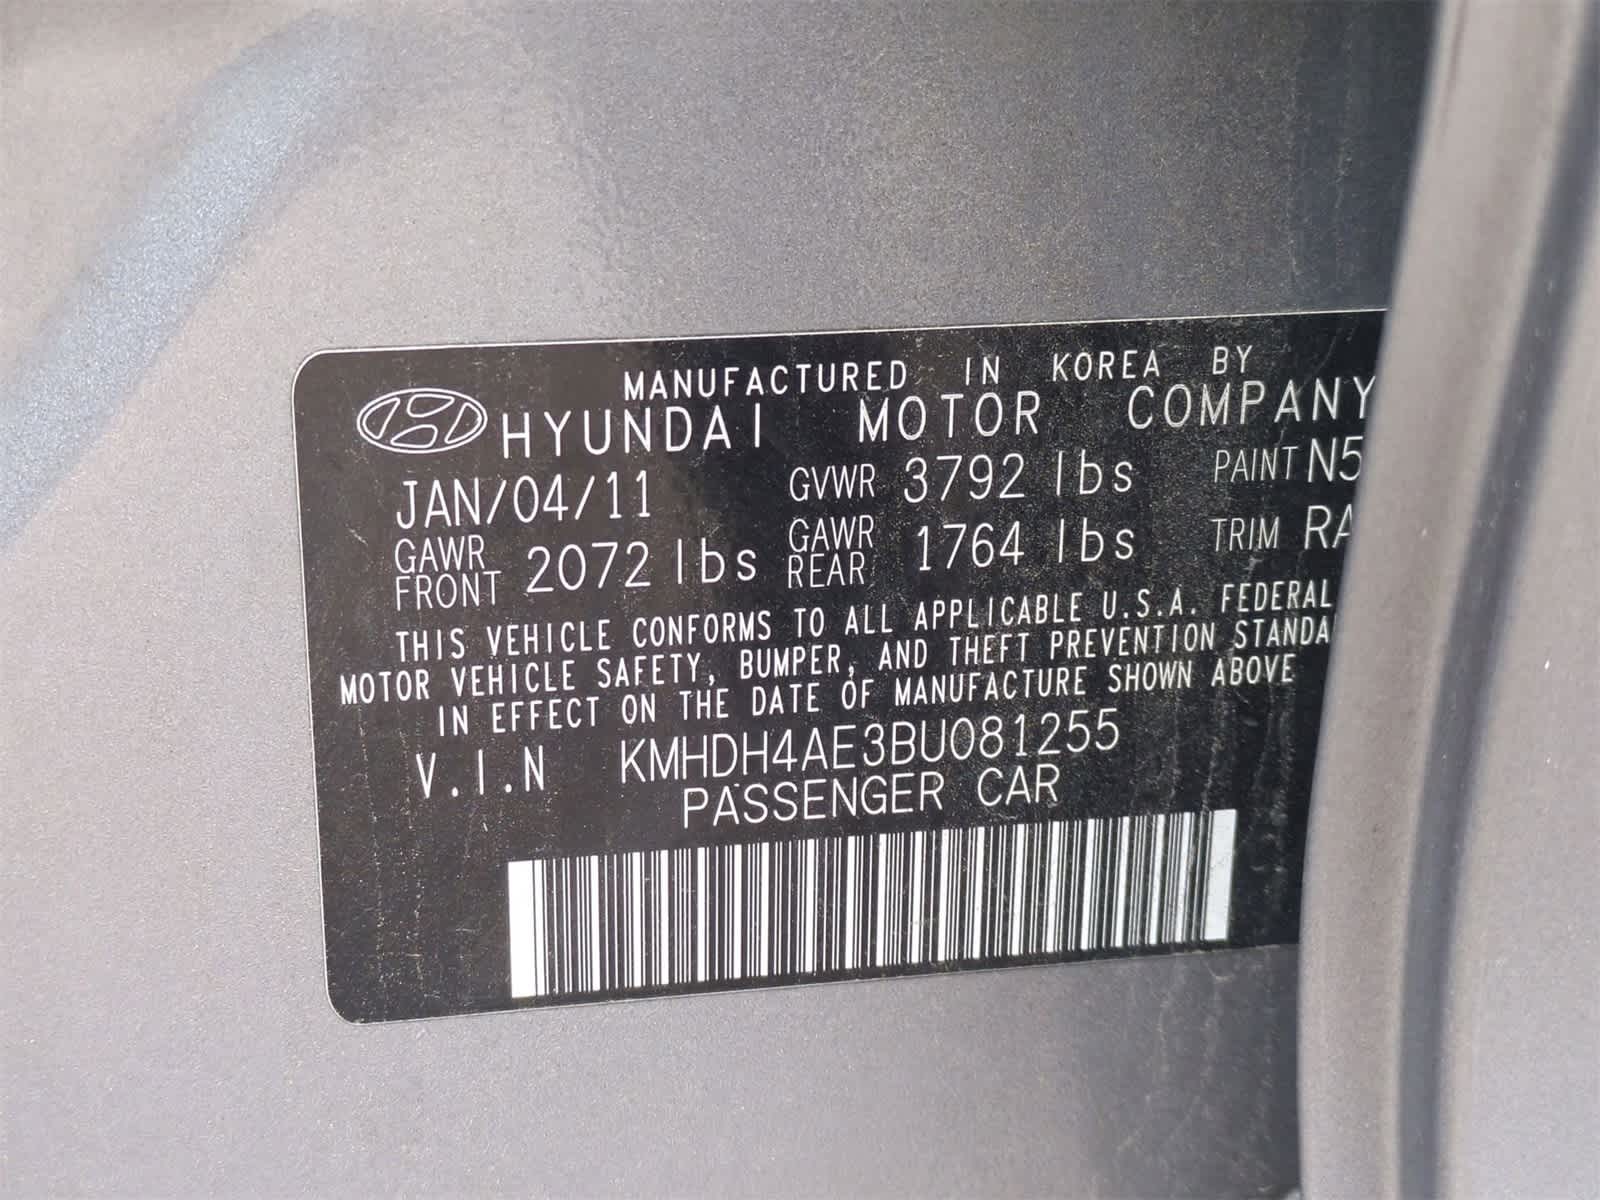 MANUFACTURED IN KOREA BY
HYUNDAI MOTOR COMPANY
JAN/04/11 GVWR 3792 lbs PAINT N5
GAWR FRONT 2072 lbs GAWR REAR 1764 lbs TRIM RA
THIS VEHICLE CONFORMS TO ALL APPLICABLE U.S.A. FEDERAL
MOTOR VEHICLE SAFETY, BUMPER, AND THEFT PREVENTION STANDA
IN EFFECT ON THE DATE OF MANUFACTURE SHOWN ABOVE
V.I.N KMHDH4AE3BU081255
PASSENGER CAR